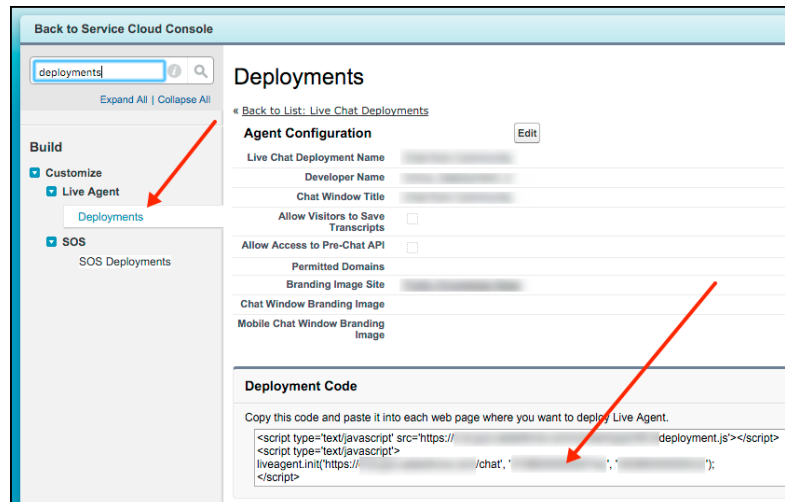 Back to Service Cloud Console
deployments
Expand All | Collapse All
Build
Customize
Live Agent
Deployments
SOS
SOS Deployments
Deployments
« Back to List: Live Chat Deployments
Agent Configuration
Edit
Live Chat Deployment Name
Developer Name
Chat Window Title
Allow Visitors to Save
Transcripts
Allow Access to Pre-Chat API
Permitted Domains
Branding Image Site
Chat Window Branding Image
Mobile Chat Window Branding
Image
Deployment Code
Copy this code and paste it into each web page where you want to deploy Live Agent.
<script type='text/javascript' src='https:// deployment.js'></script>
<script type='text/javascript'>
liveagent.init('https:// /chat', ' ', ' ');
</script>